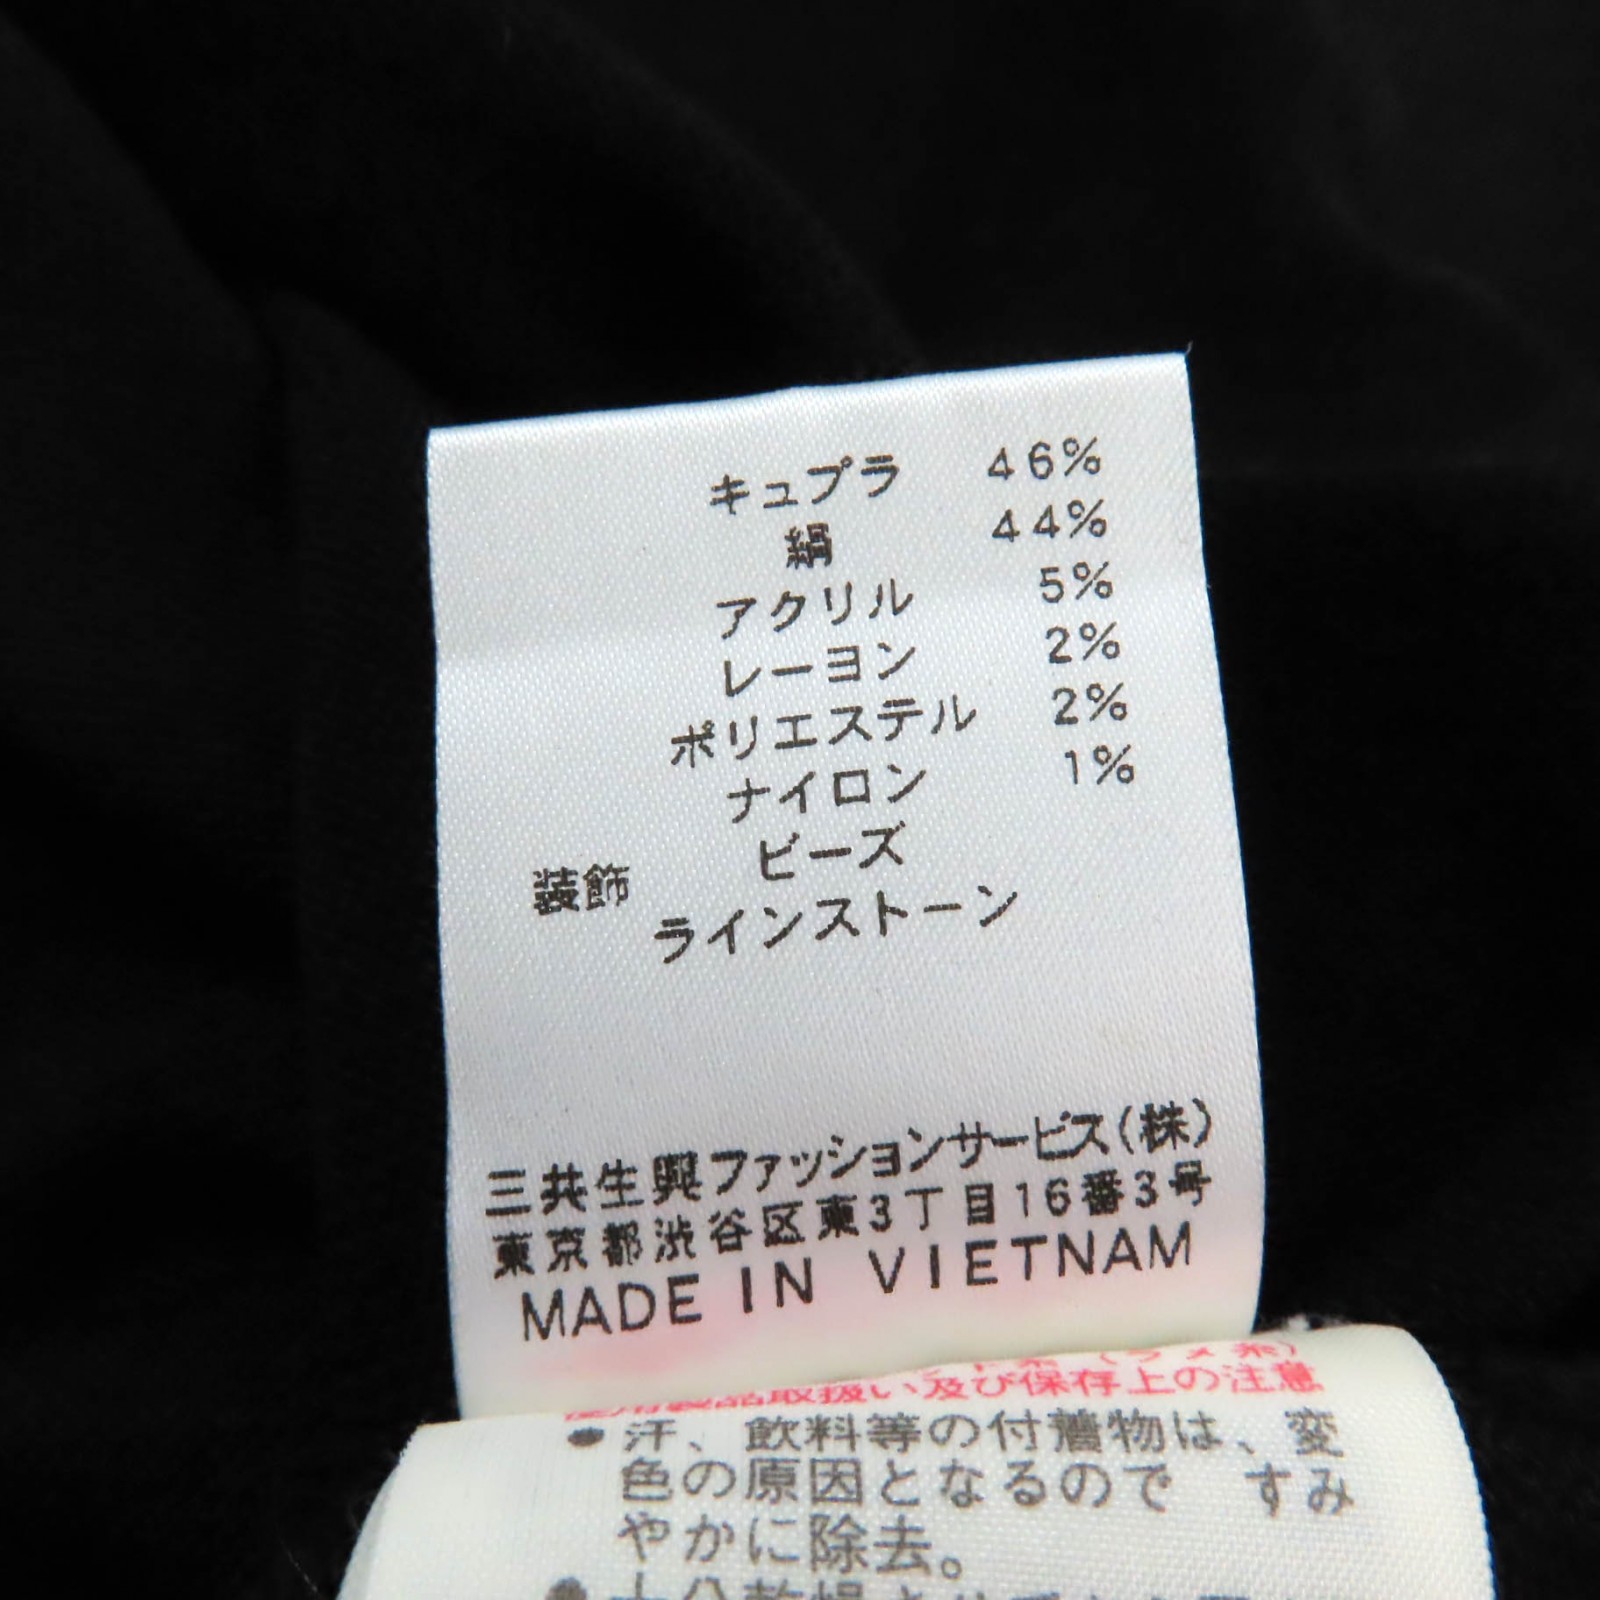 キュプラ 46%
絹 44%
アクリル 5%
レーヨン 2%
ポリエステル 2%
ナイロン 1%
装飾 ビーズ
ラインストーン
三共生興ファッションサービス(株)
東京都渋谷区東3丁目16番3号
MADE IN VIETNAM
使用製品取扱い及び保存上の注意
●汗、飲料等の付着物は、変
色の原因となるので すみ
やかに除去。